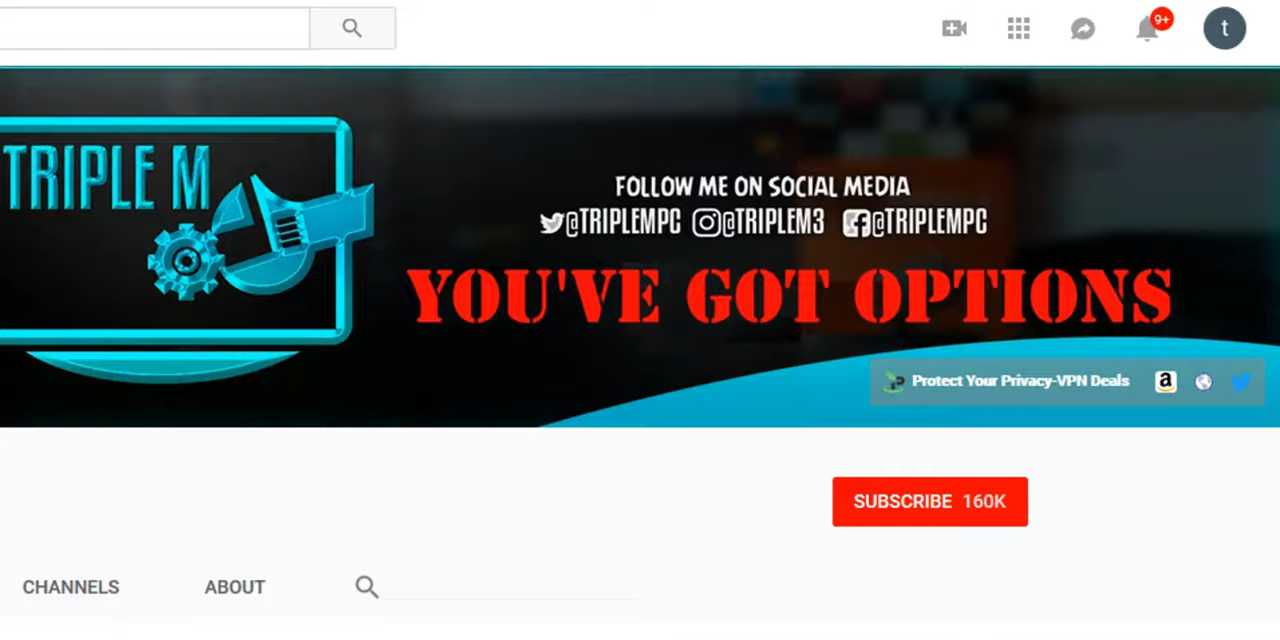 9+
t
TRIPLE M
FOLLOW ME ON SOCIAL MEDIA
@TRIPLEMPC @TRIPLEM3 @TRIPLEMPC
YOU'VE GOT OPTIONS
Protect Your Privacy-VPN Deals
SUBSCRIBE 160K
CHANNELS ABOUT